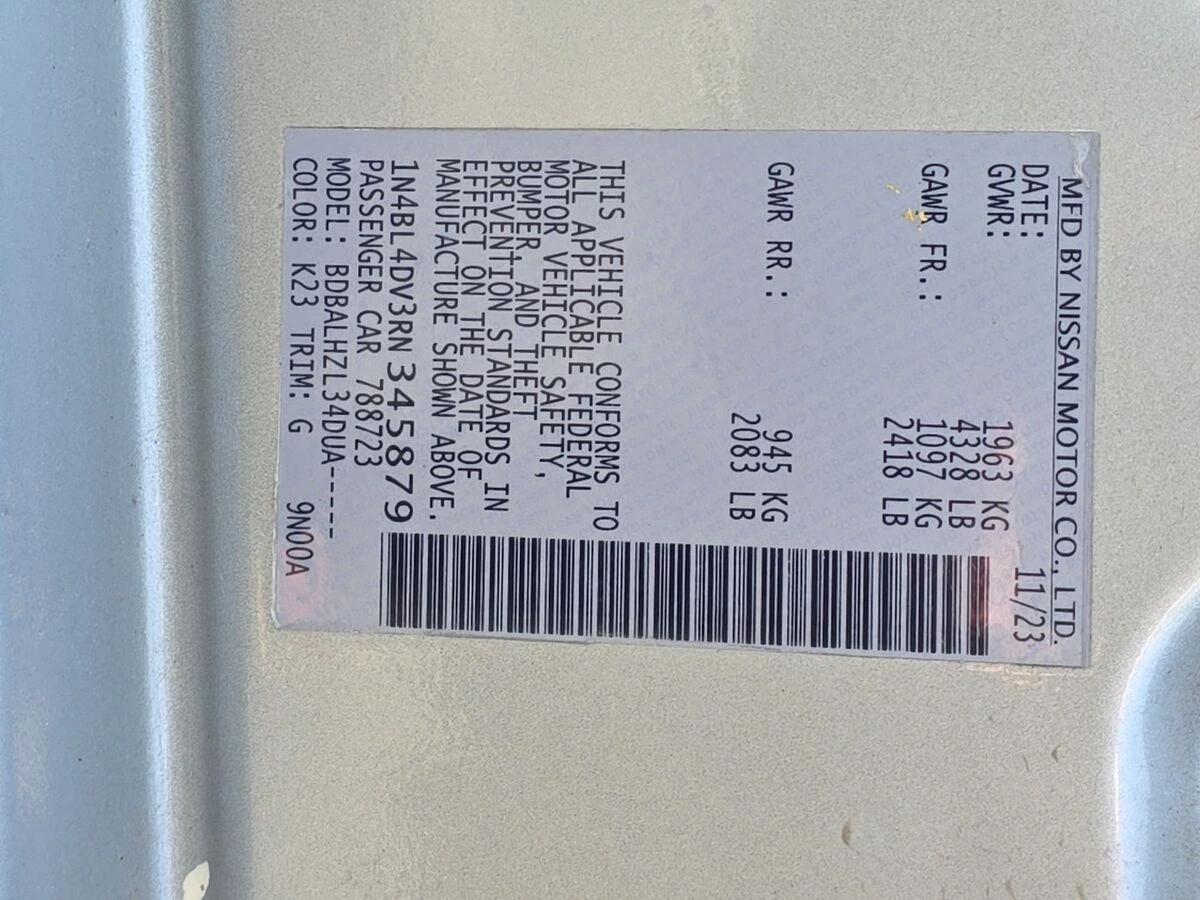 MFD BY NISSAN MOTOR CO., LTD.
DATE: 11/23
GVWR: 1963 KG
4328 LB
GAWR FR.: 1097 KG
2418 LB
GAWR RR.: 945 KG
2083 LB
THIS VEHICLE CONFORMS TO
ALL APPLICABLE FEDERAL
MOTOR VEHICLE SAFETY,
BUMPER, AND THEFT
PREVENTION STANDARDS IN
EFFECT ON THE DATE OF
MANUFACTURE SHOWN ABOVE.
1N4BL4DV3RN345879
PASSENGER CAR 788723
MODEL: BDBALHZL34DUA-----
COLOR: K23 TRIM: G 9N00A